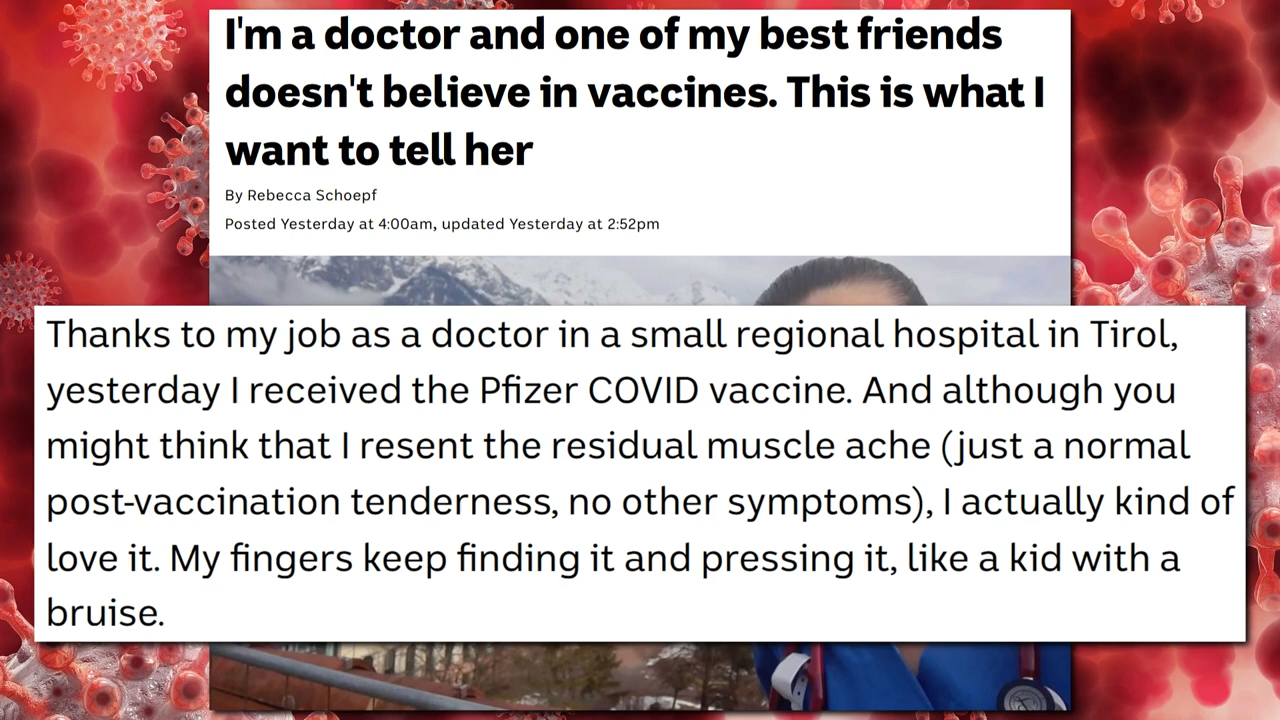 I'm a doctor and one of my best friends
doesn't believe in vaccines. This is what I
want to tell her
By Rebecca Schoepf
Posted Yesterday at 4:00am, updated Yesterday at 2:52pm
Thanks to my job as a doctor in a small regional hospital in Tirol,
yesterday I received the Pfizer COVID vaccine. And although you
might think that I resent the residual muscle ache (just a normal
post-vaccination tenderness, no other symptoms), I actually kind of
love it. My fingers keep finding it and pressing it, like a kid with a
bruise.